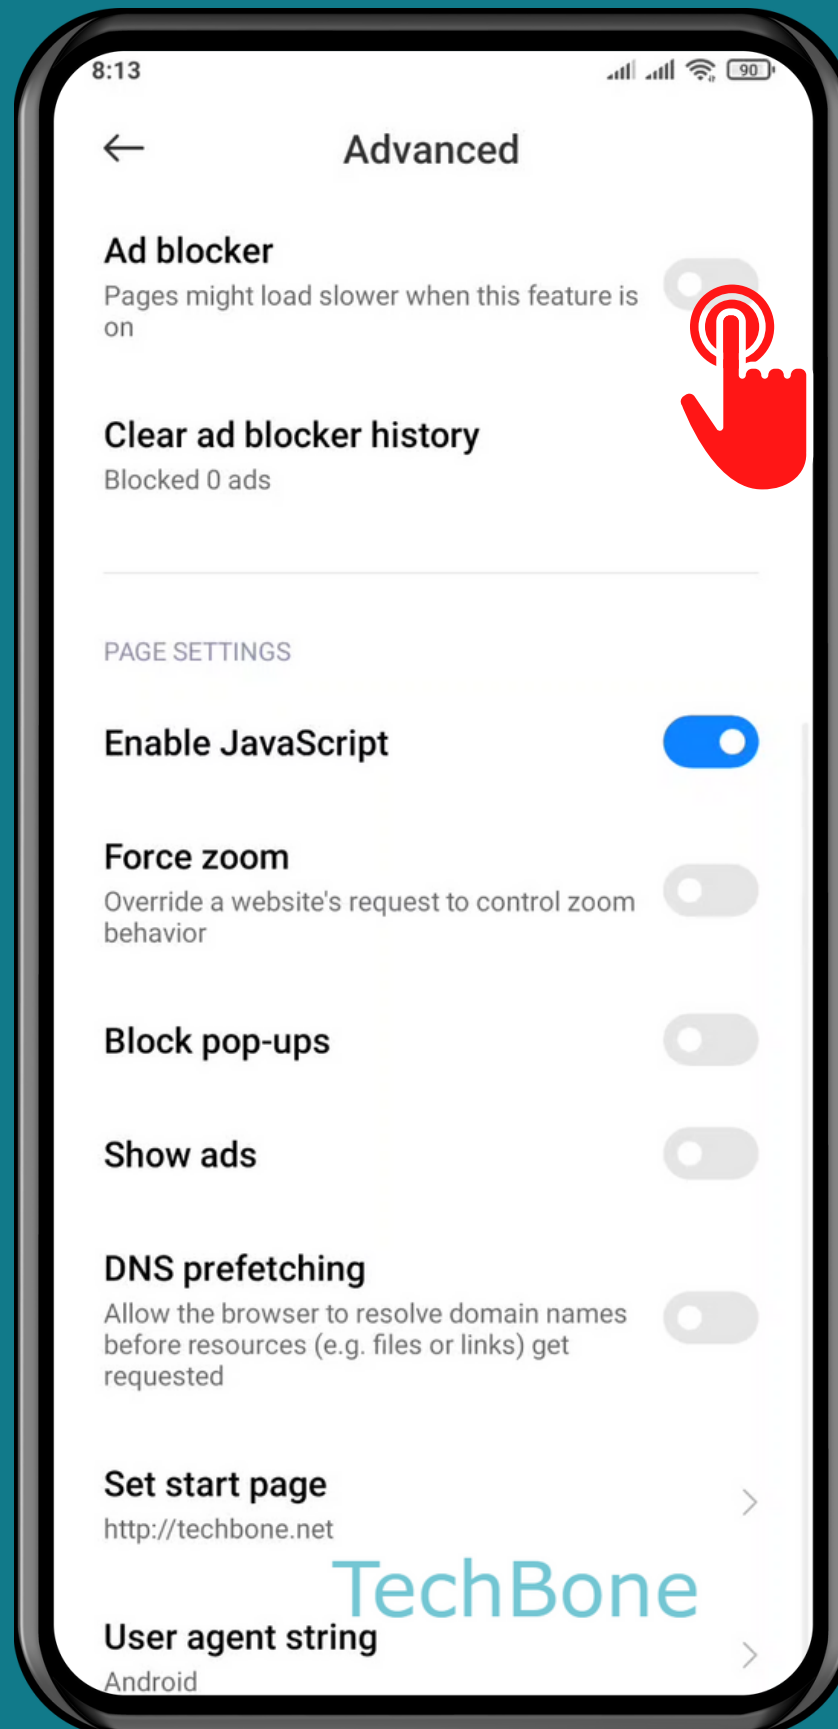 8:13
90
Advanced
Ad blocker
Pages might load slower when this feature is
on
Clear ad blocker history
Blocked 0 ads
PAGE SETTINGS
Enable JavaScript
Force zoom
Override a website's request to control zoom
behavior
Block pop-ups
Show ads
DNS prefetching
Allow the browser to resolve domain names
before resources (e.g. files or links) get
requested
Set start page
http://techbone.net
TechBone
User agent string
Android